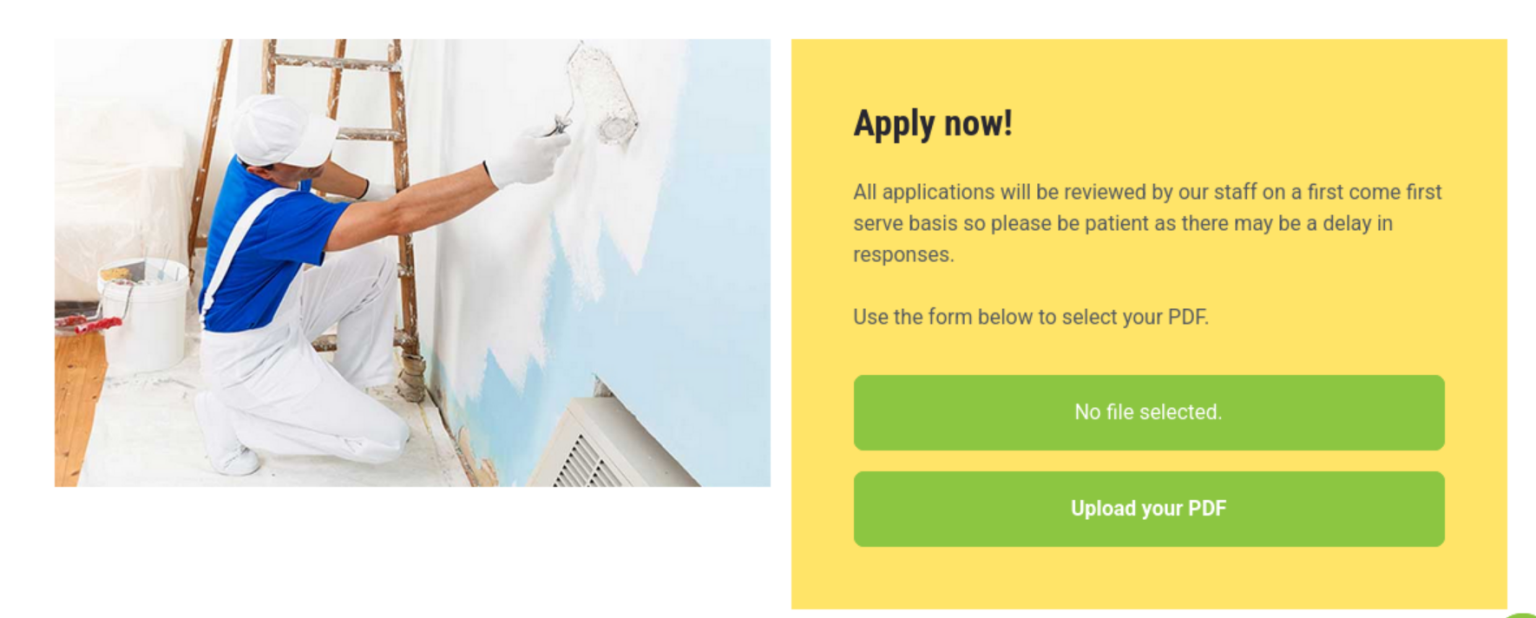 Apply now!
All applications will be reviewed by our staff on a first come first
serve basis so please be patient as there may be a delay in
responses.
Use the form below to select your PDF.
No file selected.
Upload your PDF